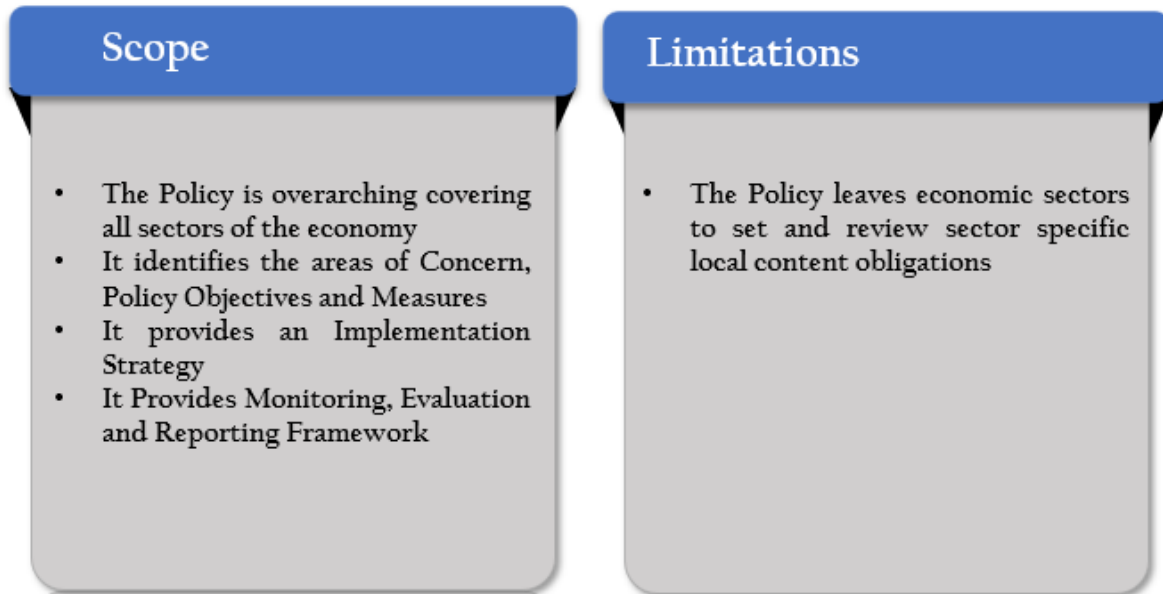 Scope
• The Policy is overarching covering
all sectors of the economy
• It identifies the areas of Concern,
Policy Objectives and Measures
• It provides an Implementation
Strategy
• It Provides Monitoring, Evaluation
and Reporting Framework
Limitations
• The Policy leaves economic sectors
to set and review sector specific
local content obligations